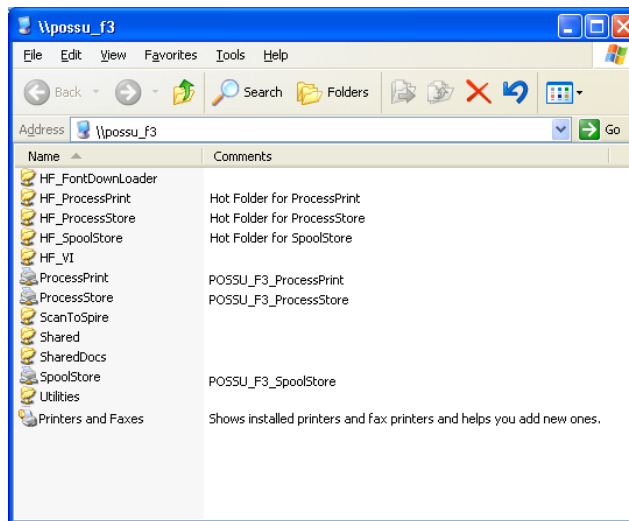 \\possu_f3
File Edit View Favorites Tools Help
Back Search Folders
Address \\possu_f3 Go
Name Comments
HF_FontDownLoader
HF_ProcessPrint Hot Folder for ProcessPrint
HF_ProcessStore Hot Folder for ProcessStore
HF_SpoolStore Hot Folder for SpoolStore
HF_VI
ProcessPrint POSSU_F3_ProcessPrint
ProcessStore POSSU_F3_ProcessStore
ScanToSpire
Shared
SharedDocs
SpoolStore POSSU_F3_SpoolStore
Utilities
Printers and Faxes Shows installed printers and fax printers and helps you add new ones.